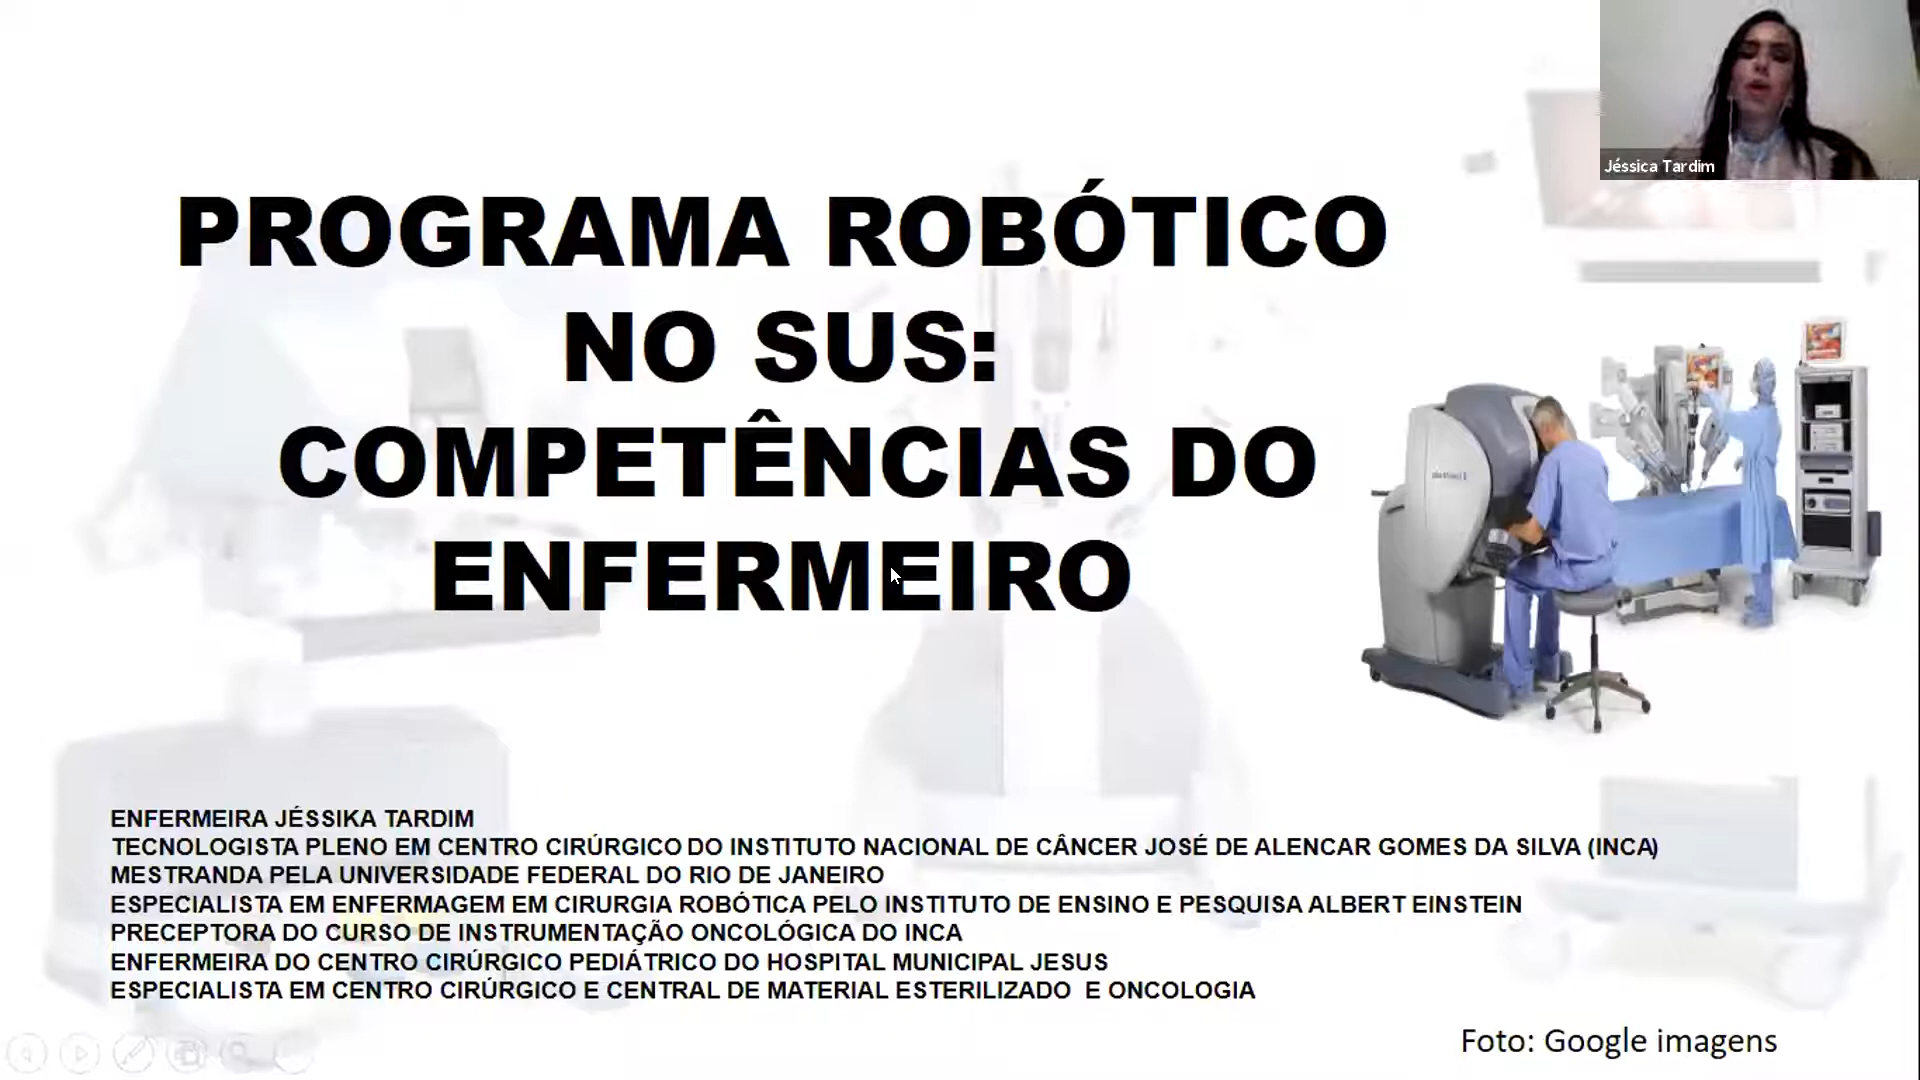 Jéssica Tardim
PROGRAMA ROBÓTICO
NO SUS:
COMPETÊNCIAS DO
ENFERMEIRO
ENFERMEIRA JÉSSIKA TARDIM
TECNOLOGISTA PLENO EM CENTRO CIRÚRGICO DO INSTITUTO NACIONAL DE CÂNCER JOSÉ DE ALENCAR GOMES DA SILVA (INCA)
MESTRANDA PELA UNIVERSIDADE FEDERAL DO RIO DE JANEIRO
ESPECIALISTA EM ENFERMAGEM EM CIRURGIA ROBÓTICA PELO INSTITUTO DE ENSINO E PESQUISA ALBERT EINSTEIN
PRECEPTORA DO CURSO DE INSTRUMENTAÇÃO ONCOLÓGICA DO INCA
ENFERMEIRA DO CENTRO CIRÚRGICO PEDIÁTRICO DO HOSPITAL MUNICIPAL JESUS
ESPECIALISTA EM CENTRO CIRÚRGICO E CENTRAL DE MATERIAL ESTERILIZADO E ONCOLOGIA
Foto: Google imagens